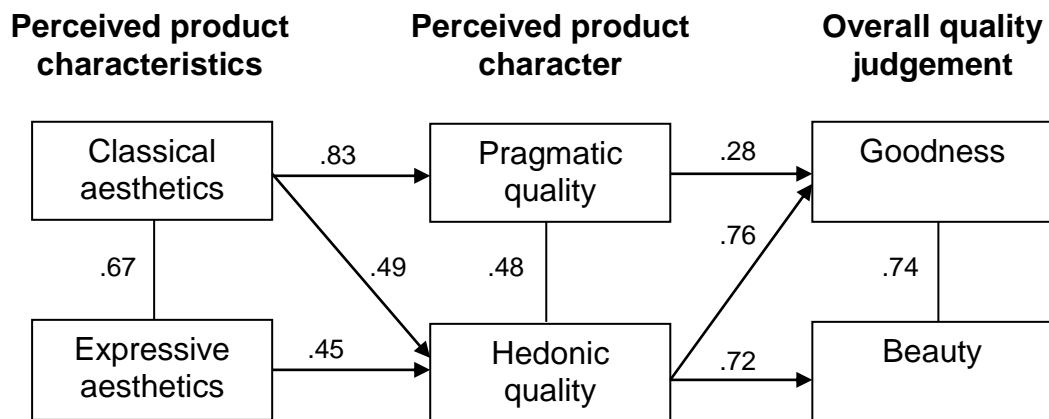 Perceived product
characteristics
Perceived product
character
Overall quality
judgement
Classical
aesthetics
.83
Pragmatic
quality
.28
Goodness
.67
.49
.48
.76
.74
Expressive
aesthetics
.45
Hedonic
quality
.72
Beauty